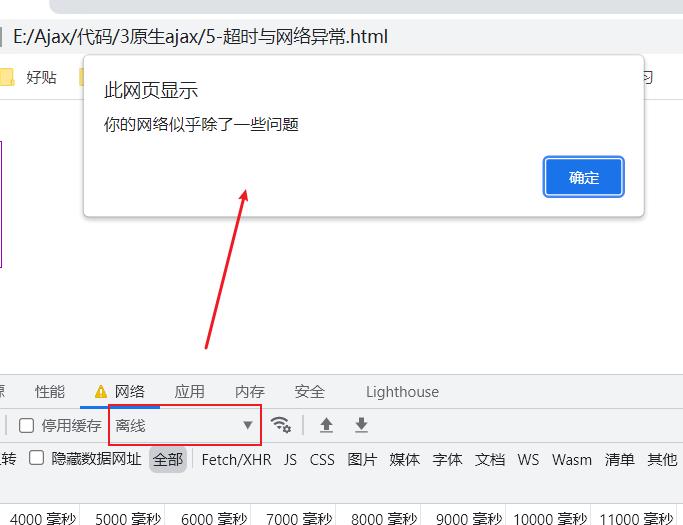 E:/Ajax/代码/3原生ajax/5-超时与网络异常.html
好贴
习
此网页显示
你的网络似乎除了一些问题
确定
性能 网络 应用 内存 安全 Lighthouse
停用缓存 离线
转 隐藏数据网址 全部 Fetch/XHR JS CSS 图片 媒体 字体 文档 WS Wasm 清单 其他
4000 毫秒 5000 毫秒 6000 毫秒 7000 毫秒 8000 毫秒 9000 毫秒 10000 毫秒 11000 毫秒